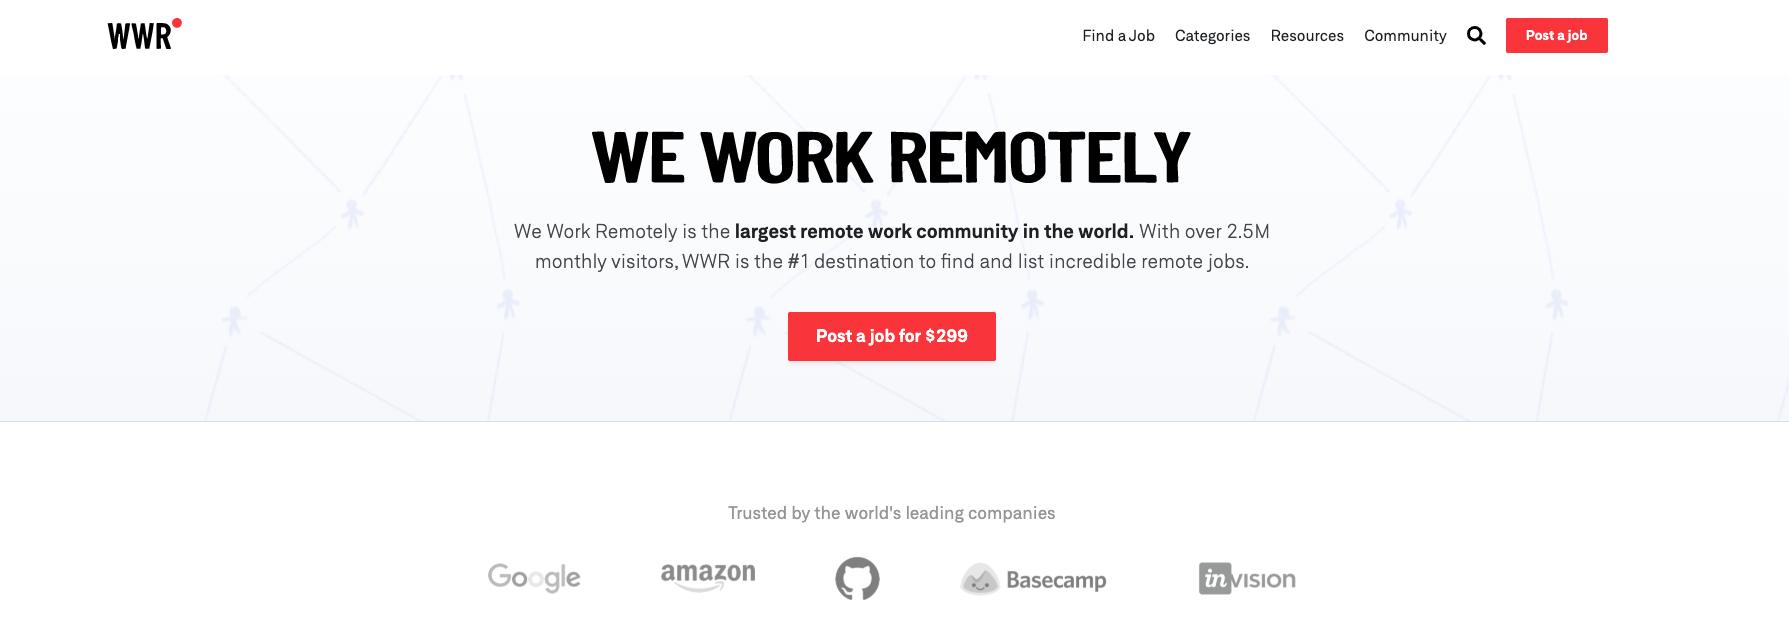 WWR
Find a Job Categories Resources Community Post a job
WE WORK REMOTELY
We Work Remotely is the largest remote work community in the world. With over 2.5M
monthly visitors, WWR is the #1 destination to find and list incredible remote jobs.
Post a job for $299
Trusted by the world's leading companies
Google amazon Basecamp invision